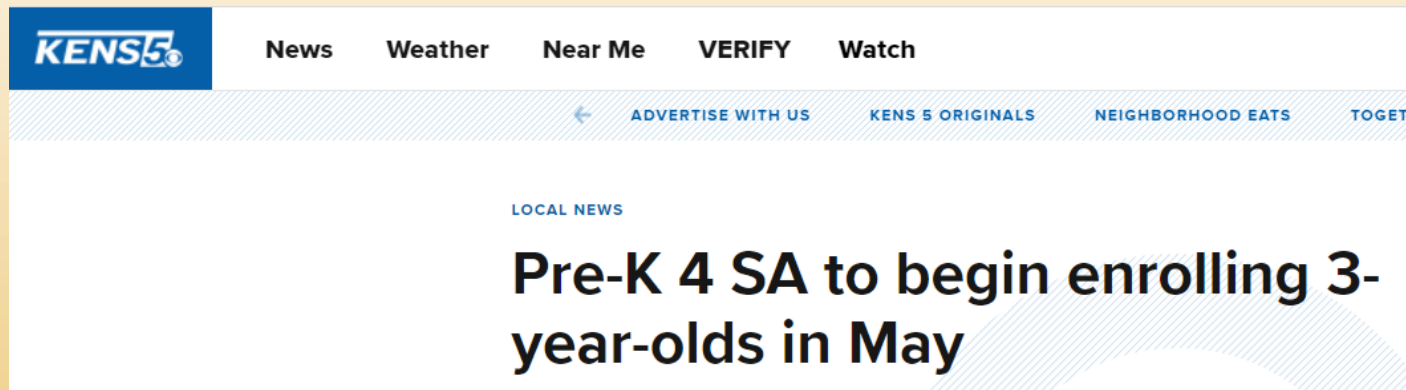 KENS5
News Weather Near Me VERIFY Watch
ADVERTISE WITH US KENS 5 ORIGINALS NEIGHBORHOOD EATS TOGET
LOCAL NEWS
Pre-K 4 SA to begin enrolling 3-
year-olds in May